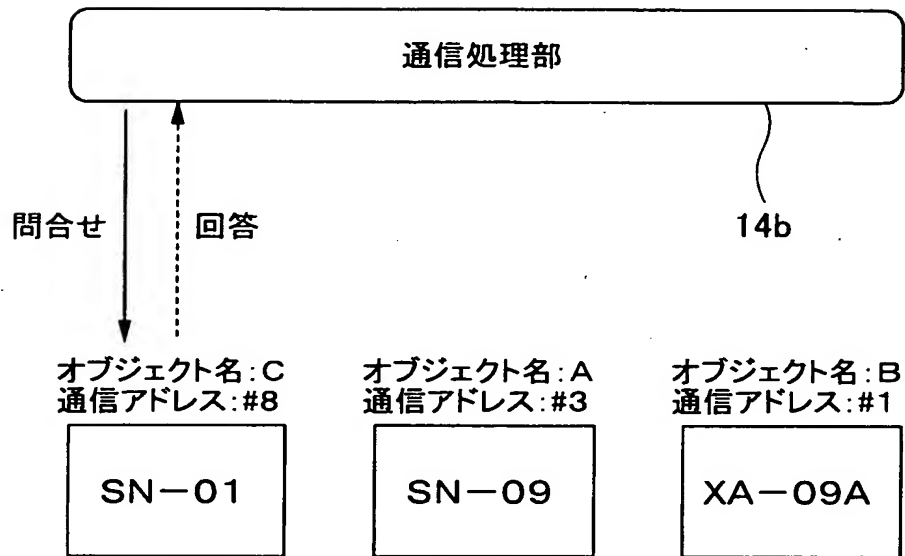 通信処理部
問合せ
回答
14b
オブジェクト名:C
通信アドレス:#8
オブジェクト名:A
通信アドレス:#3
オブジェクト名:B
通信アドレス:#1
SN－01
SN－09
XA－09A